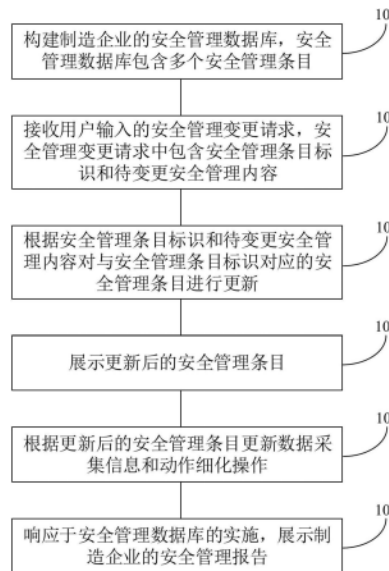 10
构建制造企业的安全管理数据库，安全
管理数据库包含多个安全管理条目
10
接收用户输入的安全管理变更请求，安
全管理变更请求中包含安全管理条目标
识和待变更安全管理内容
10
根据安全管理条目标识和待变更安全管
理内容对与安全管理条目标识对应的安
全管理条目进行更新
10
展示更新后的安全管理条目
10
根据更新后的安全管理条目更新数据采
集信息和动作细化操作
10
响应于安全管理数据库的实施，展示制
造企业的安全管理报告